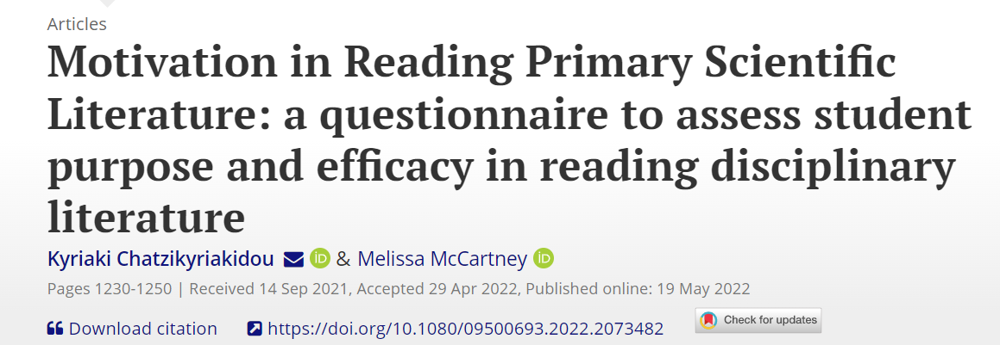 Articles
Motivation in Reading Primary Scientific
Literature: a questionnaire to assess student
purpose and efficacy in reading disciplinary
literature
Kyriaki Chatzikyriakidou iD & Melissa McCartney iD
Pages 1230-1250 | Received 14 Sep 2021, Accepted 29 Apr 2022, Published online: 19 May 2022
Download citation https://doi.org/10.1080/09500693.2022.2073482 Check for updates